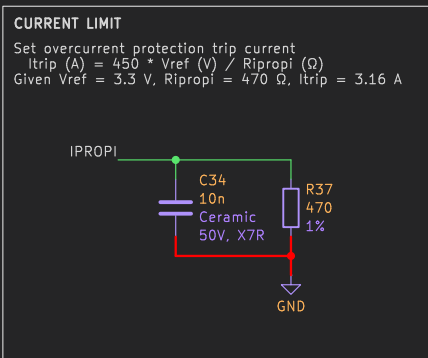 CURRENT LIMIT
Set overcurrent protection trip current
Itrip (A) = 450 * Vref (V) / Ripropi (Ω)
Given Vref = 3.3 V, Ripropi = 470 Ω, Itrip = 3.16 A
IPROPI
C34
10n
Ceramic
50V, X7R
R37
470
1%
GND